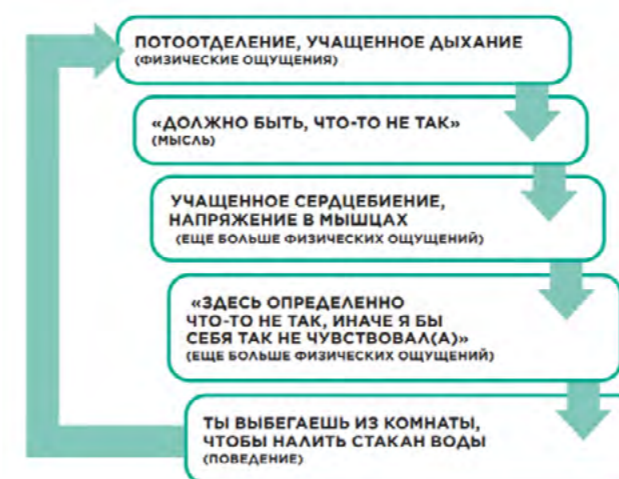 ПОТООТДЕЛЕНИЕ, УЧАЩЕННОЕ ДЫХАНИЕ
(ФИЗИЧЕСКИЕ ОЩУЩЕНИЯ)
«ДОЛЖНО БЫТЬ, ЧТО-ТО НЕ ТАК»
(МЫСЛЬ)
УЧАЩЕННОЕ СЕРДЦЕБИЕНИЕ,
НАПРЯЖЕНИЕ В МЫШЦАХ
(ЕЩЕ БОЛЬШЕ ФИЗИЧЕСКИХ ОЩУЩЕНИЙ)
«ЗДЕСЬ ОПРЕДЕЛЕННО
ЧТО-ТО НЕ ТАК, ИНАЧЕ Я БЫ
СЕБЯ ТАК НЕ ЧУВСТВОВАЛ(А)»
(ЕЩЕ БОЛЬШЕ ФИЗИЧЕСКИХ ОЩУЩЕНИЙ)
ТЫ ВЫБЕГАЕШЬ ИЗ КОМНАТЫ,
ЧТОБЫ НАЛИТЬ СТАКАН ВОДЫ
(ПОВЕДЕНИЕ)